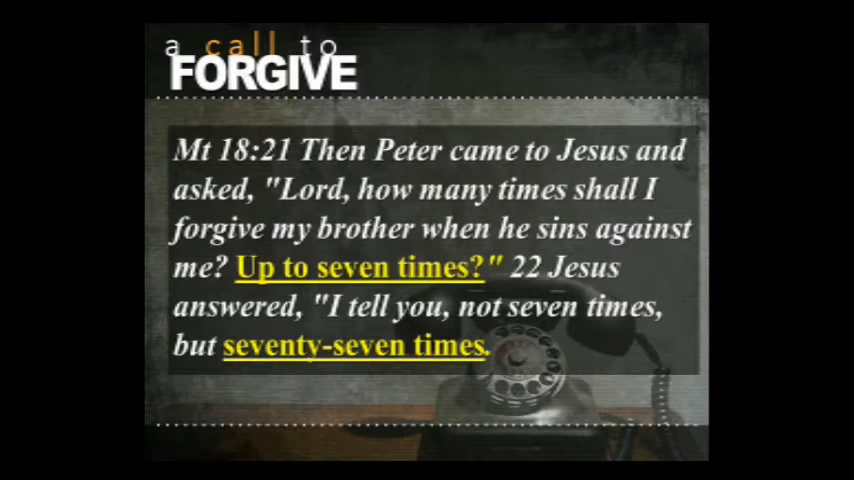 a call to
FORGIVE
Mt 18:21 Then Peter came to Jesus and
asked, "Lord, how many times shall I
forgive my brother when he sins against
me? Up to seven times?" 22 Jesus
answered, "I tell you, not seven times,
but seventy-seven times.